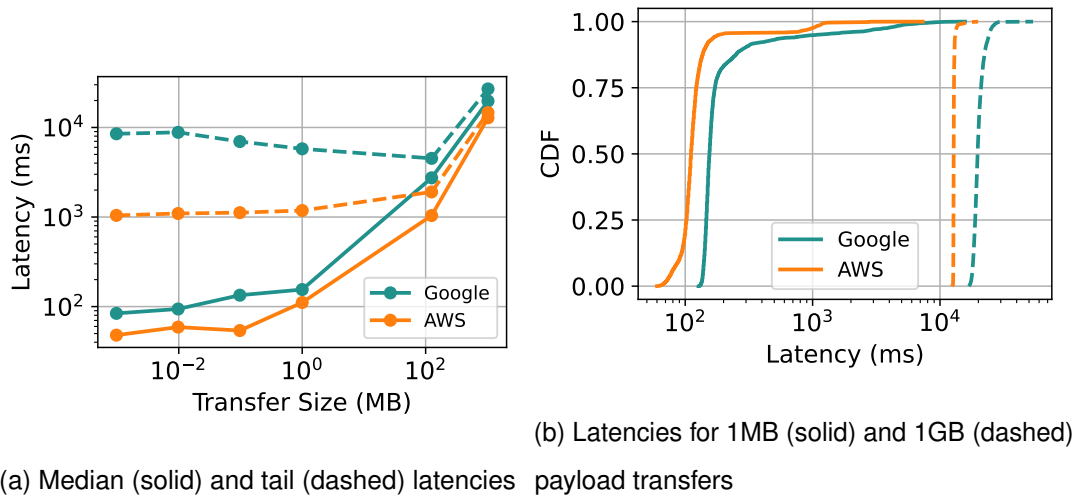 Latency (ms)
10^4
10^3
10^2
10^-2
10^0
10^2
Transfer Size (MB)
Google
AWS
(a) Median (solid) and tail (dashed) latencies
CDF
1.00
0.75
0.50
0.25
0.00
10^2
10^3
10^4
Latency (ms)
Google
AWS
(b) Latencies for 1MB (solid) and 1GB (dashed)
payload transfers